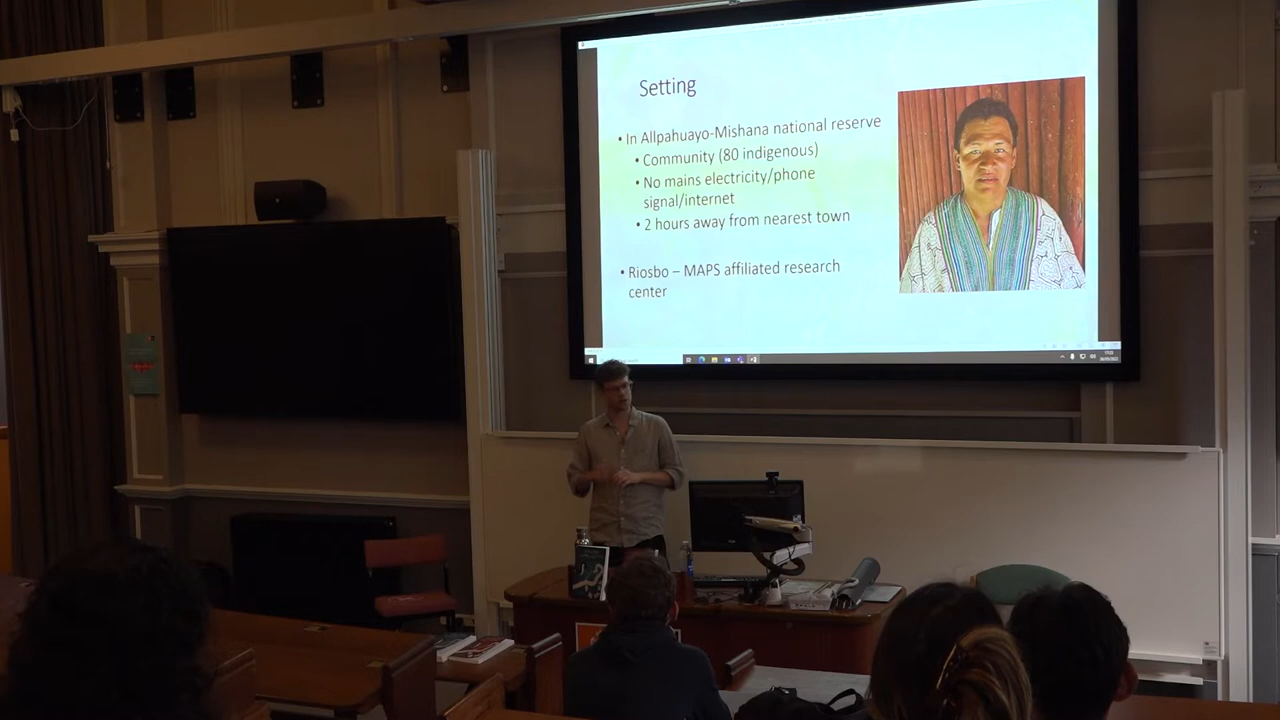 Setting
• In Allpahuayo-Mishana national reserve
• Community (80 indigenous)
• No mains electricity/phone
signal/internet
• 2 hours away from nearest town
• Riosbo – MAPS affiliated research
center